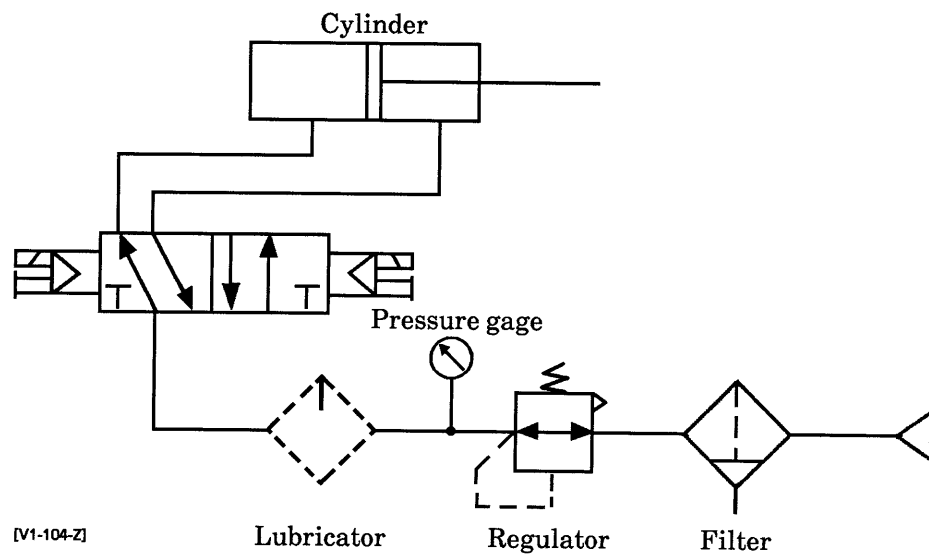 Cylinder
Pressure gage
Lubricator
Regulator
Filter
[V1-104-Z]